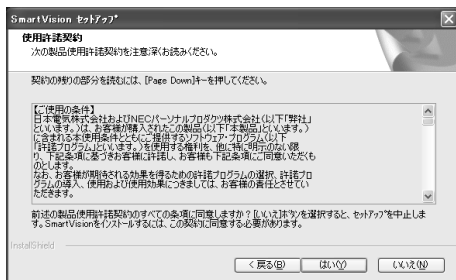 SmartVision セットアップ
使用許諾契約
次の製品使用許諾契約を注意深くお読みください。
契約の残りの部分を読むには、[Page Down]キーを押してください。
【ご使用の条件】
日本電気株式会社およびNECパーソナルプロダクツ株式会社(以下「弊社」
といいます。)は、お客様が購入されたこの製品(以下「本製品」といいます。)
に含まれる本使用条件とともにご提供するソフトウェア・プログラム(以下
「許諾プログラム」といいます。)を使用する権利を、他に特に明示のない限
り、下記条項に基づきお客様に許諾し、お客様も下記条項にご同意いただくも
のとします。
なお、お客様が期待される効果を得るための許諾プログラムの選択、許諾プロ
グラムの導入、使用および使用効果につきましては、お客様の責任とさせてい
ただきます。
前述の製品使用許諾契約のすべての条項に同意しますか?[いいえ]ボタンを選択すると、セットアップを中止しま
す。SmartVisionをインストールするには、この契約に同意する必要があります。
InstallShield
< 戻る(B)
はい(Y)
いいえ(N)